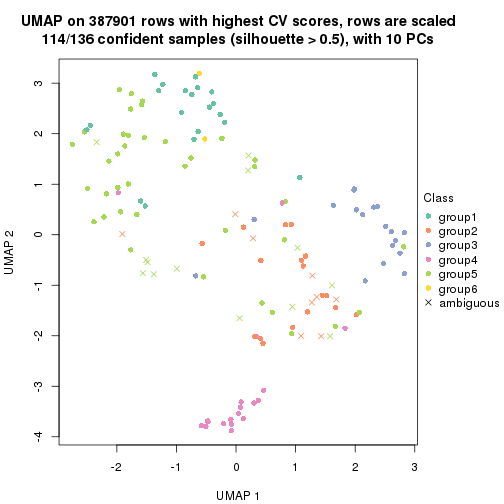 UMAP on 387901 rows with highest CV scores, rows are scaled
114/136 confident samples (silhouette > 0.5), with 10 PCs
3
2
1
0
-1
-2
-3
-4
UMAP 2
-2
-1
0
1
2
3
UMAP 1
Class
group1
group2
group3
group4
group5
group6
ambiguous